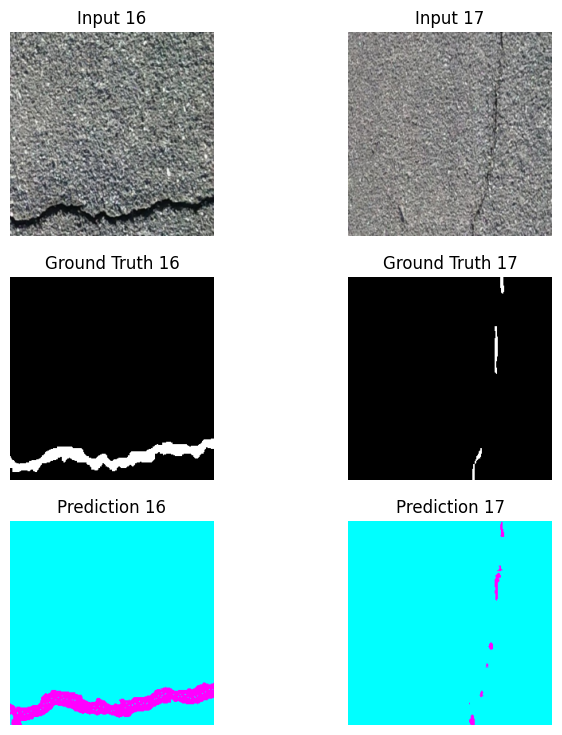 Input 16
Input 17
Ground Truth 16
Ground Truth 17
Prediction 16
Prediction 17